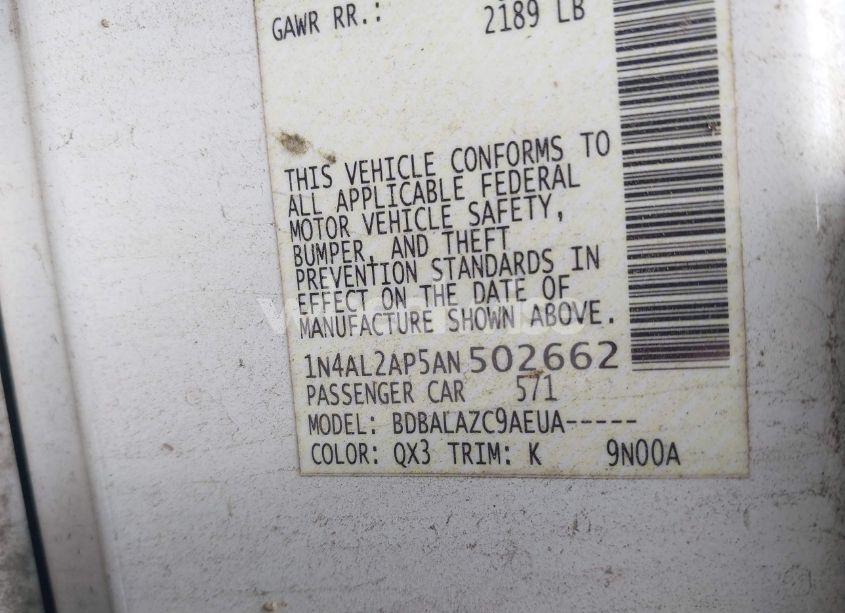 GAWR RR.: 2189 LB
THIS VEHICLE CONFORMS TO
ALL APPLICABLE FEDERAL
MOTOR VEHICLE SAFETY,
BUMPER, AND THEFT
PREVENTION STANDARDS IN
EFFECT ON THE DATE OF
MANUFACTURE SHOWN ABOVE.
1N4AL2AP5AN502662
PASSENGER CAR 571
MODEL: BDBALAZC9AEUA-----
COLOR: QX3 TRIM: K 9N00A